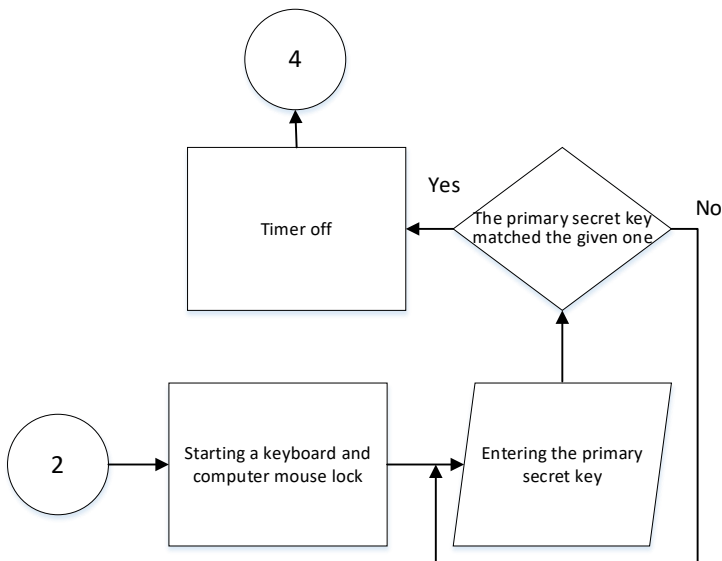 4
Timer off
Yes
The primary secret key
matched the given one
No
2
Starting a keyboard and
computer mouse lock
Entering the primary
secret key